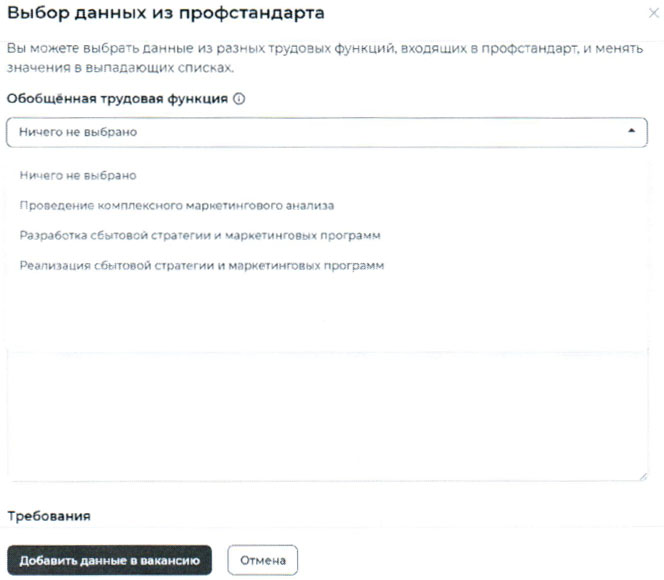 Выбор данных из профстандарта
Вы можете выбрать данные из разных трудовых функций, входящих в профстандарт, и менять
значения в выпадающих списках.
Обобщённая трудовая функция
Ничего не выбрано
Ничего не выбрано
Проведение комплексного маркетингового анализа
Разработка сбытовой стратегии и маркетинговых программ
Реализация сбытовой стратегии и маркетинговых программ
Требования
Добавить данные в вакансию
Отмена